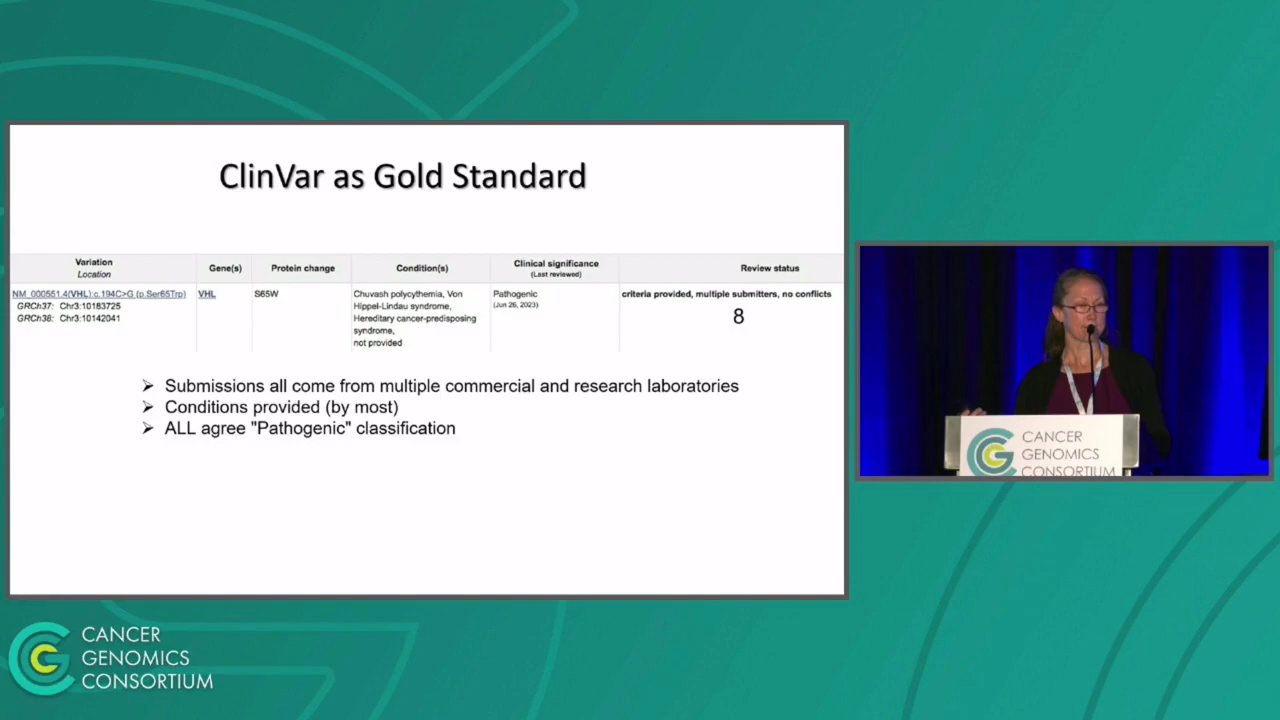 ClinVar as Gold Standard
Variation
Location
Gene(s)
Protein change
Condition(s)
Clinical significance
(Last reviewed)
Review status
NM_000551.4(VHL):c.194C>G (p.Ser65Trp)
GRCh37: Chr3:10183725
GRCh38: Chr3:10142041
VHL
S65W
Chuvash polycythemia, Von
Hippel-Lindau syndrome,
Hereditary cancer-predisposing
syndrome,
not provided
Pathogenic
(Jun 26, 2023)
criteria provided, multiple submitters, no conflicts
8
➢ Submissions all come from multiple commercial and research laboratories
➢ Conditions provided (by most)
➢ ALL agree "Pathogenic" classification
CANCER
GENOMICS
CONSORTIUM
CANCER
GENOMICS
CONSORTIUM